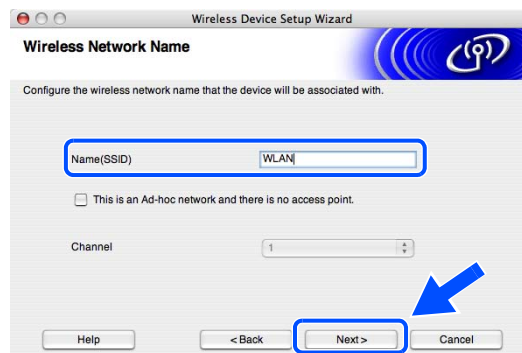 Wireless Device Setup Wizard
Wireless Network Name
Configure the wireless network name that the device will be associated with.
Name(SSID) WLAN
This is an Ad-hoc network and there is no access point.
Channel 1
Help < Back Next > Cancel